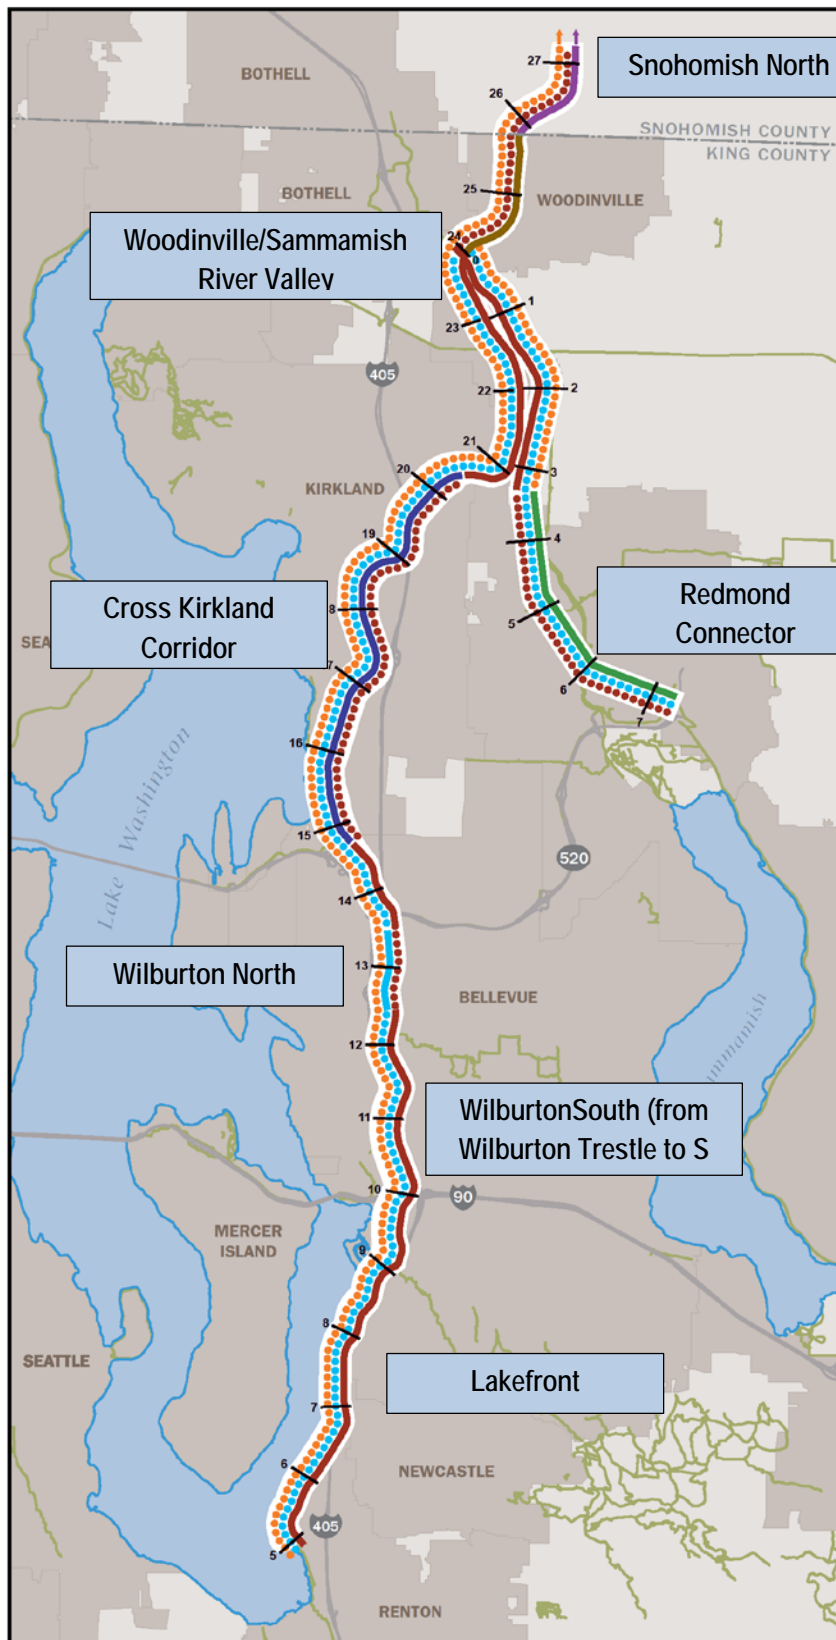 Snohomish North
27
BOTHELL
26
SNOHOMISH COUNTY
KING COUNTY
25
BOTHELL
WOODINVILLE
Woodinville/Sammamish
River Valley
24
0
1
23
405
2
22
21
3
20
KIRKLAND
4
19
Redmond
Connector
Cross Kirkland
Corridor
8
5
SEA
7
6
7
16
Lake Washington
15
520
14
Wilburton North
13
BELLEVUE
12
mmamish
WilburtonSouth (from
Wilburton Trestle to S
11
10
90
MERCER
ISLAND
9
8
SEATTLE
Lakefront
7
6
NEWCASTLE
405
5
RENTON